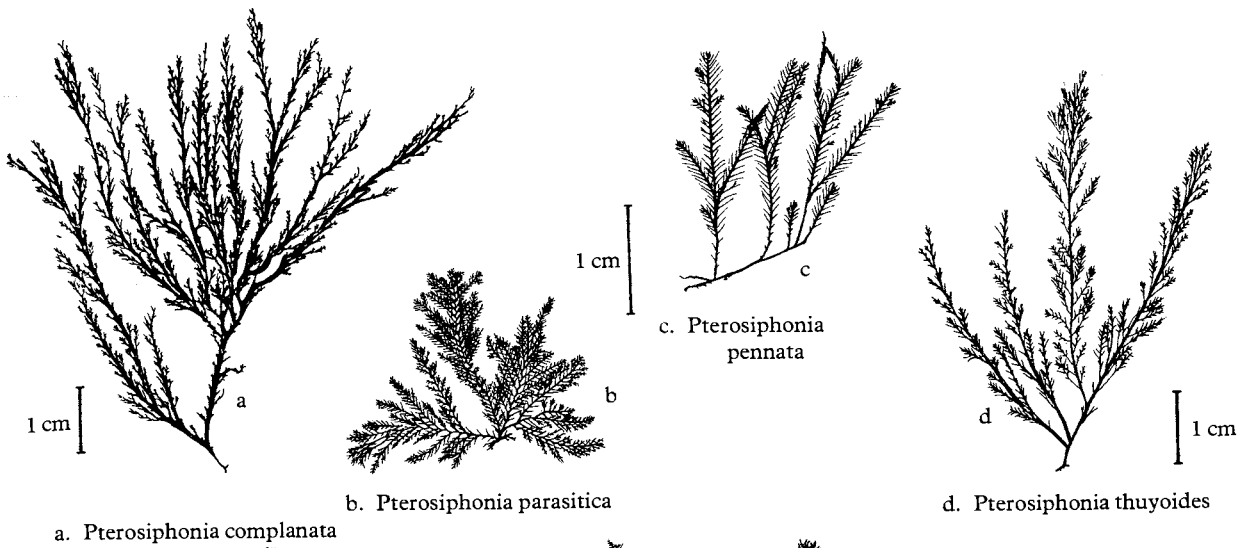 1 cm
a
a. Pterosiphonia complanata
b
b. Pterosiphonia parasitica
1 cm
c
c. Pterosiphonia
pennata
d
1 cm
d. Pterosiphonia thuyoides